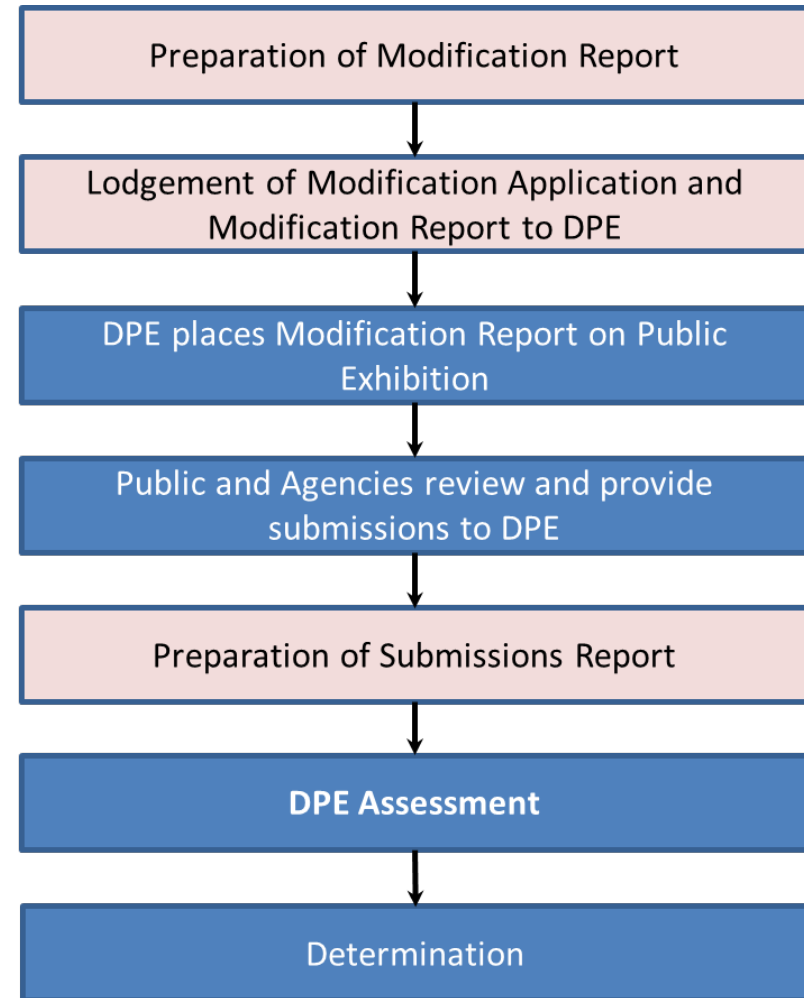 Preparation of Modification Report
Lodgement of Modification Application and
Modification Report to DPE
DPE places Modification Report on Public
Exhibition
Public and Agencies review and provide
submissions to DPE
Preparation of Submissions Report
DPE Assessment
Determination